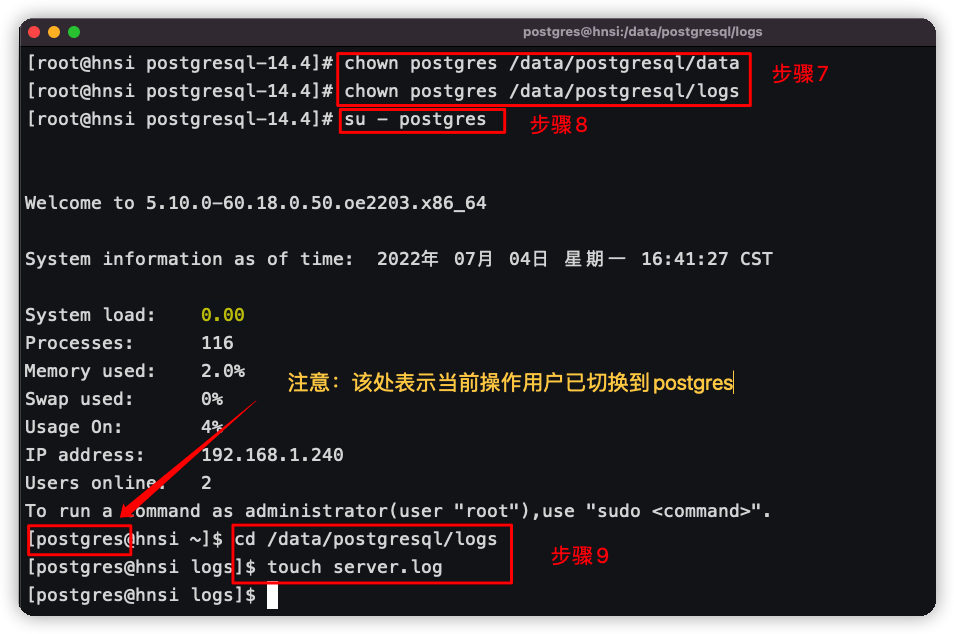 postgres@hnsi:/data/postgresql/logs
[root@hnsi postgresql-14.4]# chown postgres /data/postgresql/data
步骤7
[root@hnsi postgresql-14.4]# chown postgres /data/postgresql/logs
[root@hnsi postgresql-14.4]# su - postgres
步骤8
Welcome to 5.10.0-60.18.0.50.oe2203.x86_64
System information as of time:  2022年 07月 04日 星期一 16:41:27 CST
System load:    0.00
Processes:      116
Memory used:    2.0%
注意：该处表示当前操作用户已切换到postgres
Swap used:      0%
Usage On:       4%
IP address:     192.168.1.240
Users online:   2
To run a command as administrator(user "root"),use "sudo <command>".
[postgres@hnsi ~]$ cd /data/postgresql/logs
步骤9
[postgres@hnsi logs]$ touch server.log
[postgres@hnsi logs]$